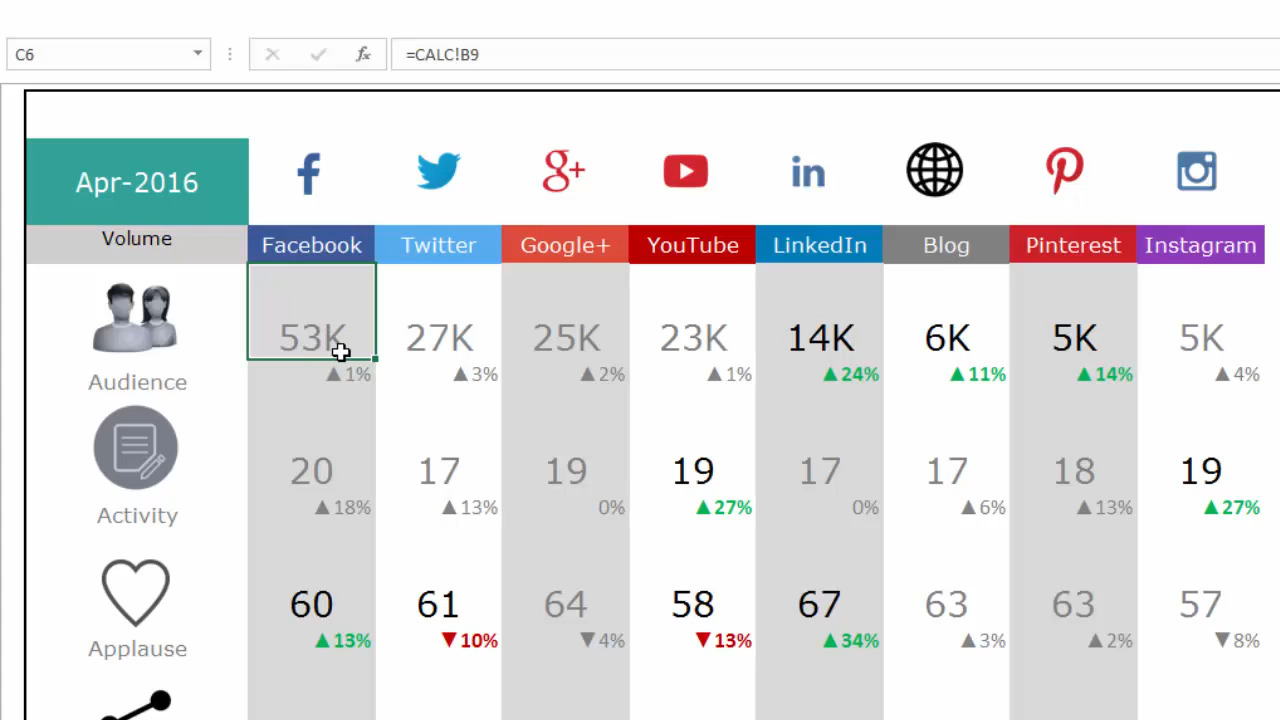 C6
fx
=CALC!B9
Apr-2016
f
g+
in
Volume
Facebook Twitter Google+ YouTube LinkedIn Blog Pinterest Instagram
53K 27K 25K 23K 14K 6K 5K 5K
▲1% ▲3% ▲2% ▲1% ▲24% ▲11% ▲14% ▲4%
Audience
20 17 19 19 17 17 18 19
▲18% ▲13% 0% ▲27% 0% ▲6% ▲13% ▲27%
Activity
60 61 64 58 67 63 63 57
▲13% ▼10% ▼4% ▼13% ▲34% ▲3% ▲2% ▼8%
Applause